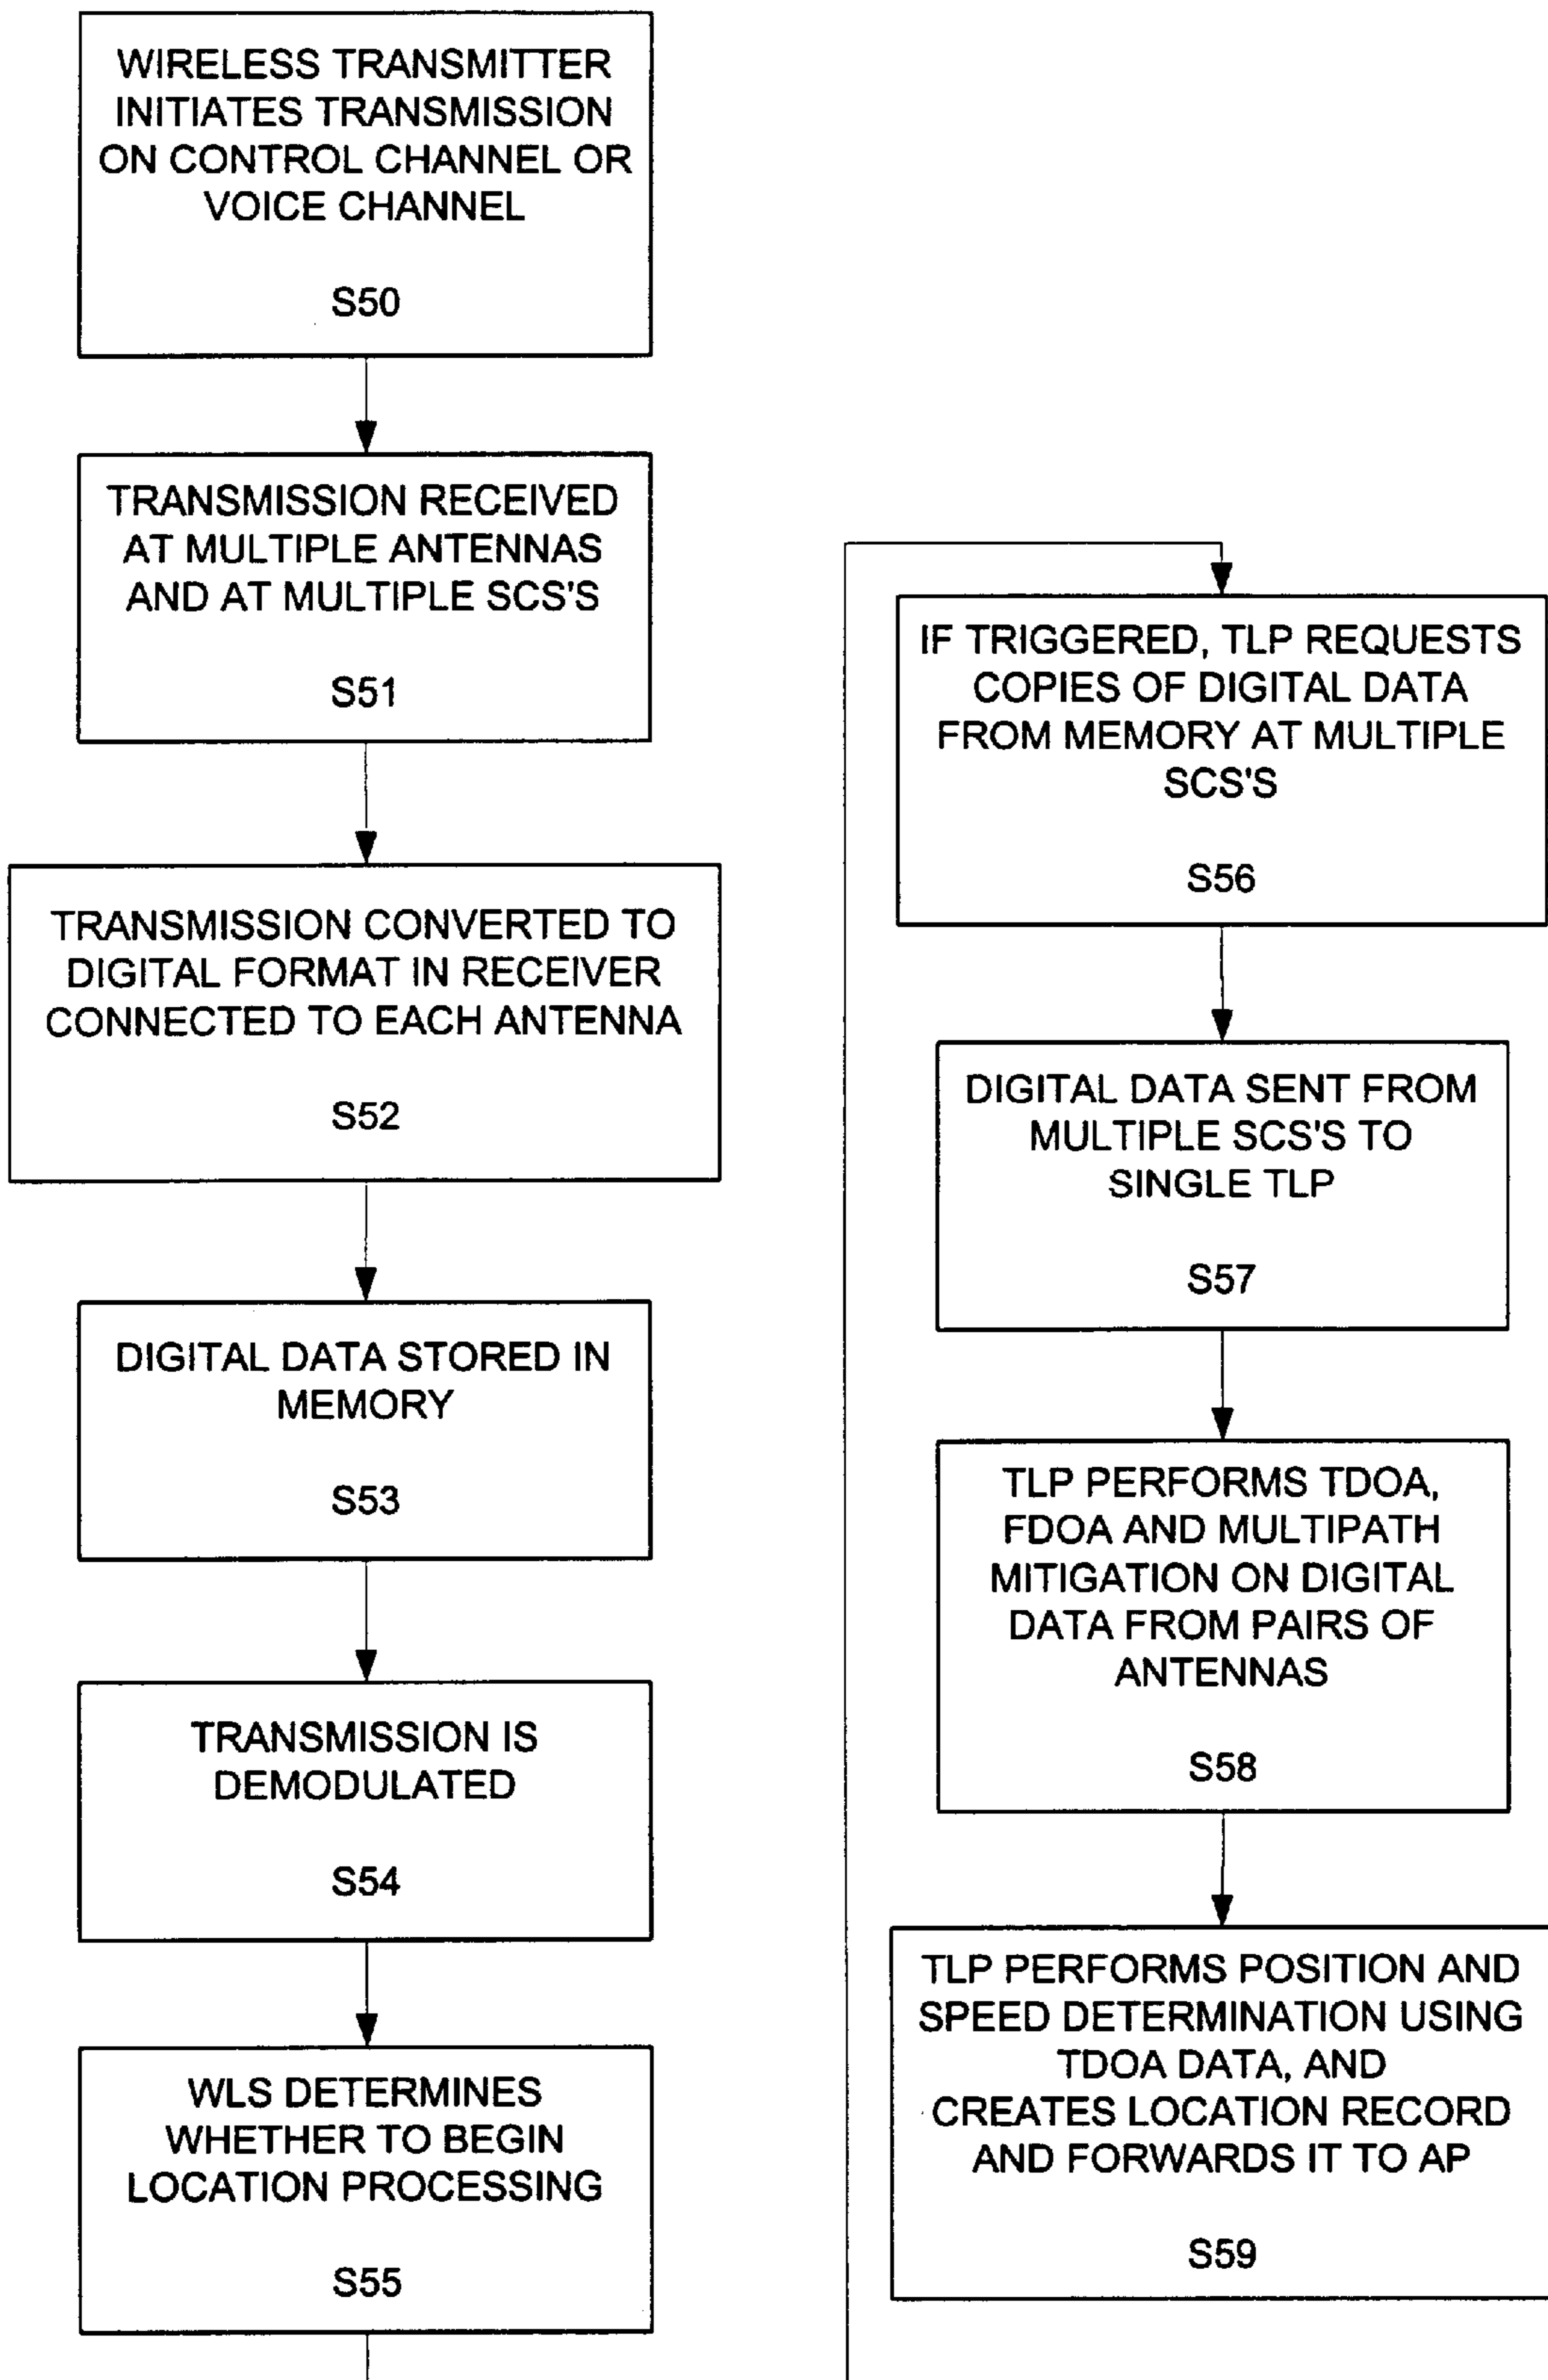 WIRELESS TRANSMITTER
INITIATES TRANSMISSION
ON CONTROL CHANNEL OR
VOICE CHANNEL
S50
TRANSMISSION RECEIVED
AT MULTIPLE ANTENNAS
AND AT MULTIPLE SCS'S
S51
TRANSMISSION CONVERTED TO
DIGITAL FORMAT IN RECEIVER
CONNECTED TO EACH ANTENNA
S52
DIGITAL DATA STORED IN
MEMORY
S53
TRANSMISSION IS
DEMODULATED
S54
WLS DETERMINES
WHETHER TO BEGIN
LOCATION PROCESSING
S55
IF TRIGGERED, TLP REQUESTS
COPIES OF DIGITAL DATA
FROM MEMORY AT MULTIPLE
SCS'S
S56
DIGITAL DATA SENT FROM
MULTIPLE SCS'S TO
SINGLE TLP
S57
TLP PERFORMS TDOA,
FDOA AND MULTIPATH
MITIGATION ON DIGITAL
DATA FROM PAIRS OF
ANTENNAS
S58
TLP PERFORMS POSITION AND
SPEED DETERMINATION USING
TDOA DATA, AND
CREATES LOCATION RECORD
AND FORWARDS IT TO AP
S59